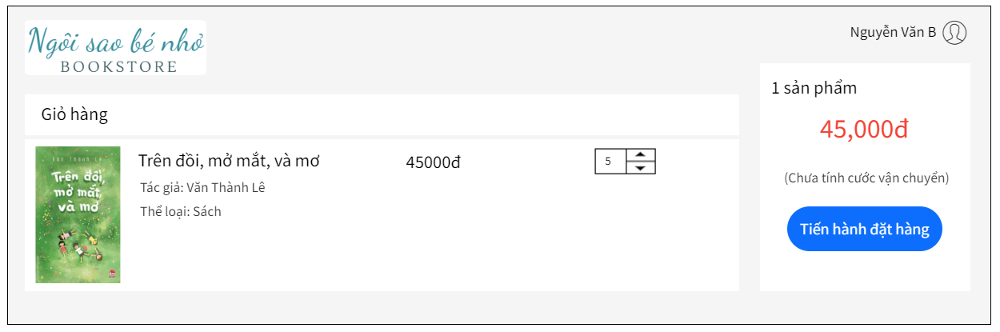 Ngôi sao bé nhỏ
BOOKSTORE
Nguyễn Văn B
Giỏ hàng
Văn Thành Lê
Trên đồi,
mở mắt,
và mơ
Trên đồi, mở mắt, và mơ
Tác giả: Văn Thành Lê
Thể loại: Sách
45000đ
5
1 sản phẩm
45,000đ
(Chưa tính cước vận chuyển)
Tiến hành đặt hàng